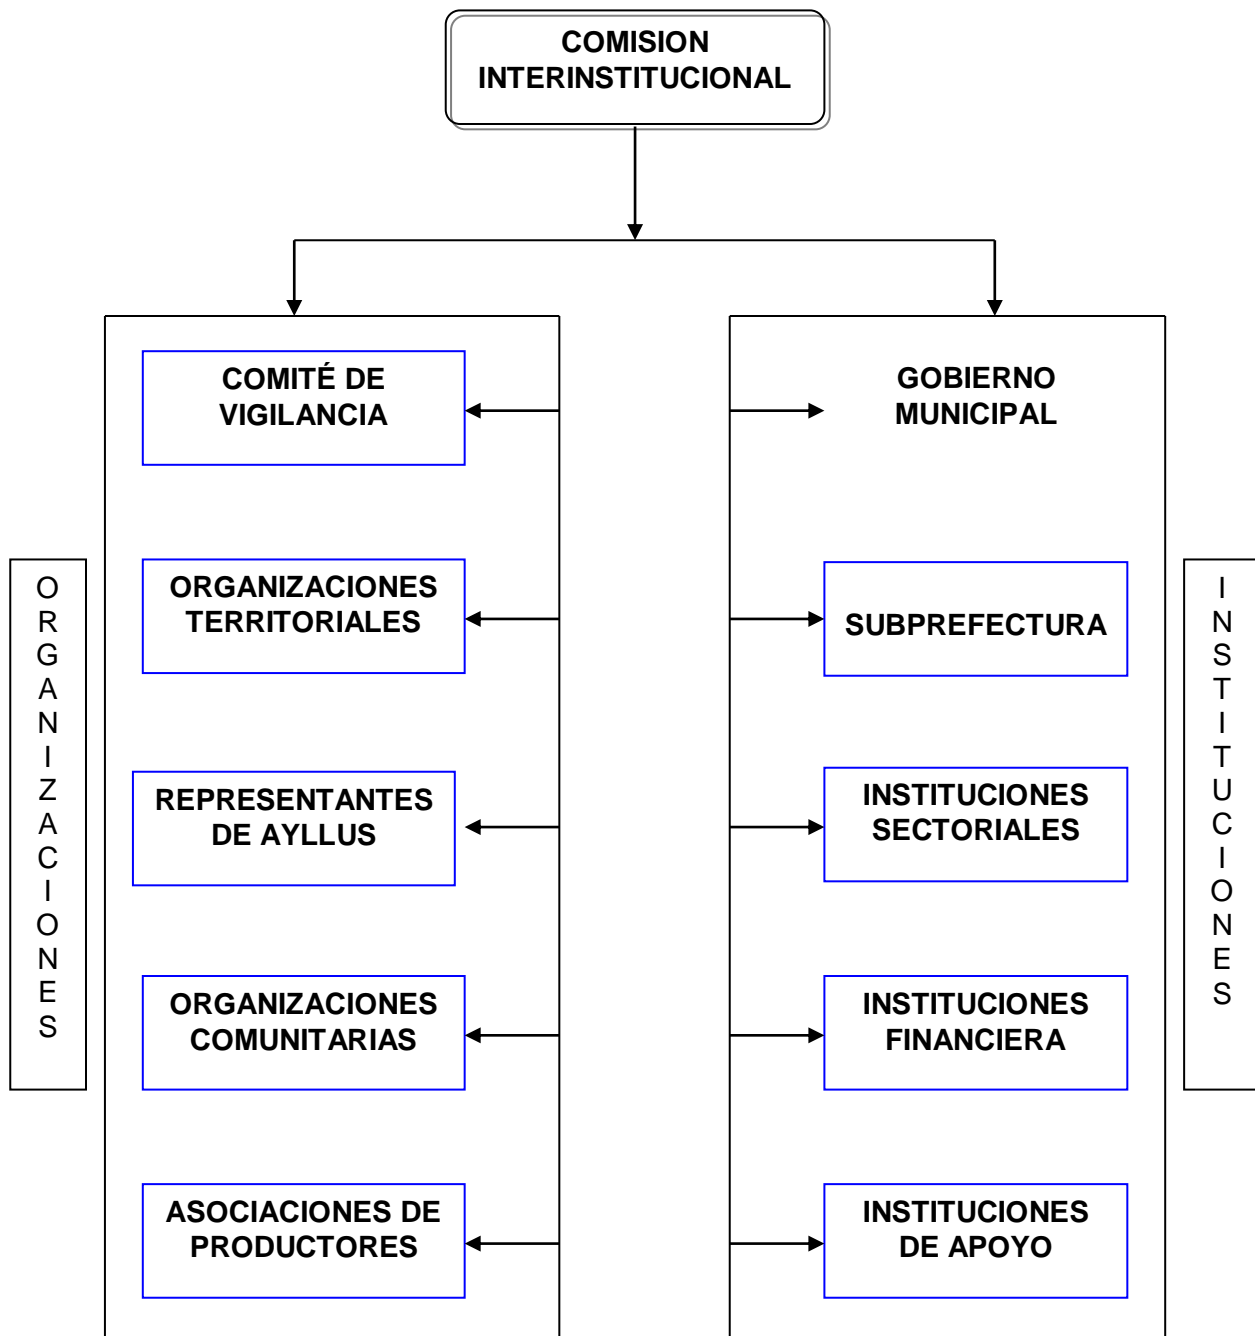 COMISION
INTERINSTITUCIONAL
COMITÉ DE
VIGILANCIA
GOBIERNO
MUNICIPAL
ORGANIZACIONES
ORGANIZACIONES
TERRITORIALES
SUBPREFECTURA
INSTITUCIONES
REPRESENTANTES
DE AYLLUS
INSTITUCIONES
SECTORIALES
ORGANIZACIONES
COMUNITARIAS
INSTITUCIONES
FINANCIERA
ASOCIACIONES DE
PRODUCTORES
INSTITUCIONES
DE APOYO